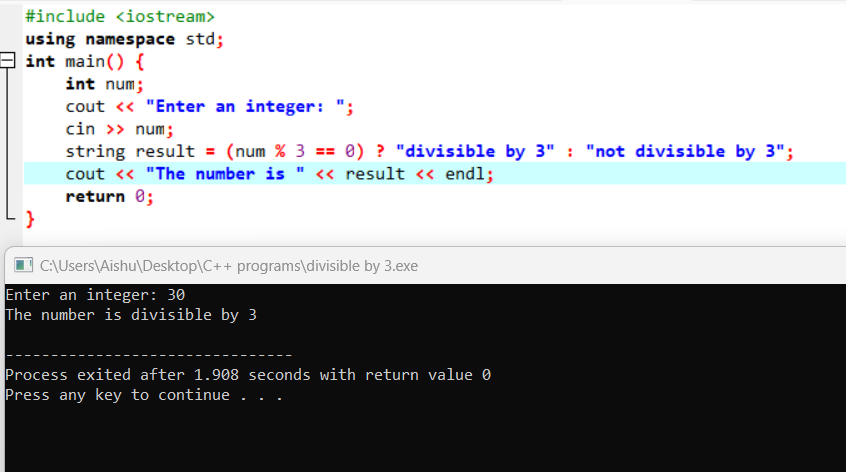 #include <iostream>
using namespace std;
int main() {
    int num;
    cout << "Enter an integer: ";
    cin >> num;
    string result = (num % 3 == 0) ? "divisible by 3" : "not divisible by 3";
    cout << "The number is " << result << endl;
    return 0;
}
C:\Users\Aishu\Desktop\C++ programs\divisible by 3.exe
Enter an integer: 30
The number is divisible by 3
--------------------------------
Process exited after 1.908 seconds with return value 0
Press any key to continue . . .